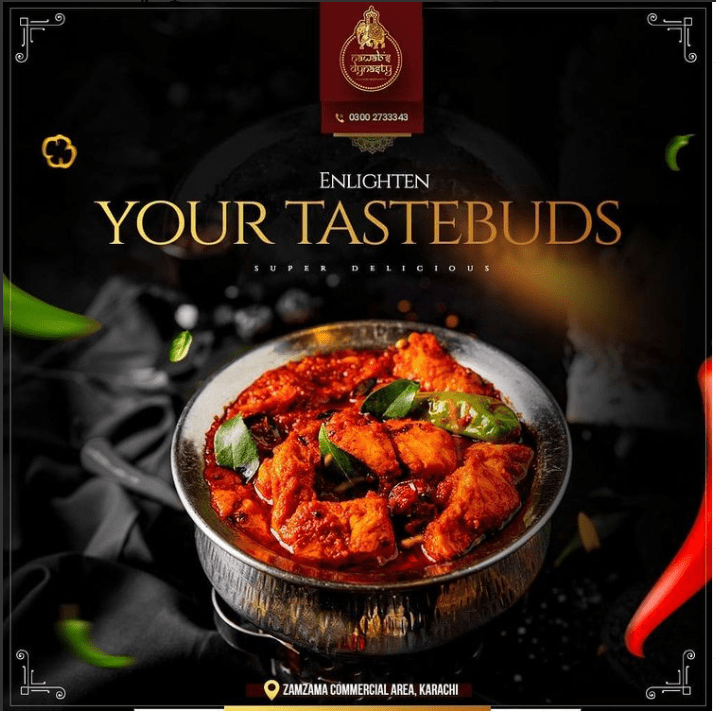 nawab's
dynasty
0300 2733343
ENLIGHTEN
YOUR TASTEBUDS
SUPER DELICIOUS
ZAMZAMA COMMERCIAL AREA, KARACHI